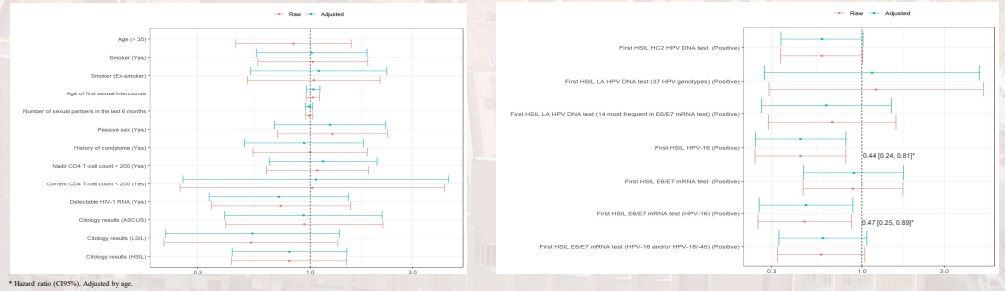 Raw Adjusted
Age (> 35)
Smoker (Yes)
Smoker (Ex-smoker)
Age of first sexual intercourse
Number of sexual partners in the last 6 months
Passive sex (Yes)
History of condyloma (Yes)
Nadir CD4 T-cell count < 200 (Yes)
Current CD4 T-cell count < 200 (Yes)
Detectable HIV-1 RNA (Yes)
Citology results (ASCUS)
Citology results (LSIL)
Citology results (HSIL)
0.3 1.0 3.0
* Hazard ratio (CI95%). Adjusted by age.
Raw Adjusted
First HSIL HC2 HPV DNA test (Positive)
First HSIL LA HPV DNA test (37 HPV genotypes) (Positive)
First HSIL LA HPV DNA test (14 most frequent in E6/E7 mRNA test) (Positive)
First HSIL HPV-16 (Positive)
0.44 [0.24, 0.81]*
First HSIL E6/E7 mRNA test (Positive)
First HSIL E6/E7 mRNA test (HPV-16) (Positive)
0.47 [0.25, 0.89]*
First HSIL E6/E7 mRNA test (HPV-16 and/or HPV-18/-45) (Positive)
0.3 1.0 3.0